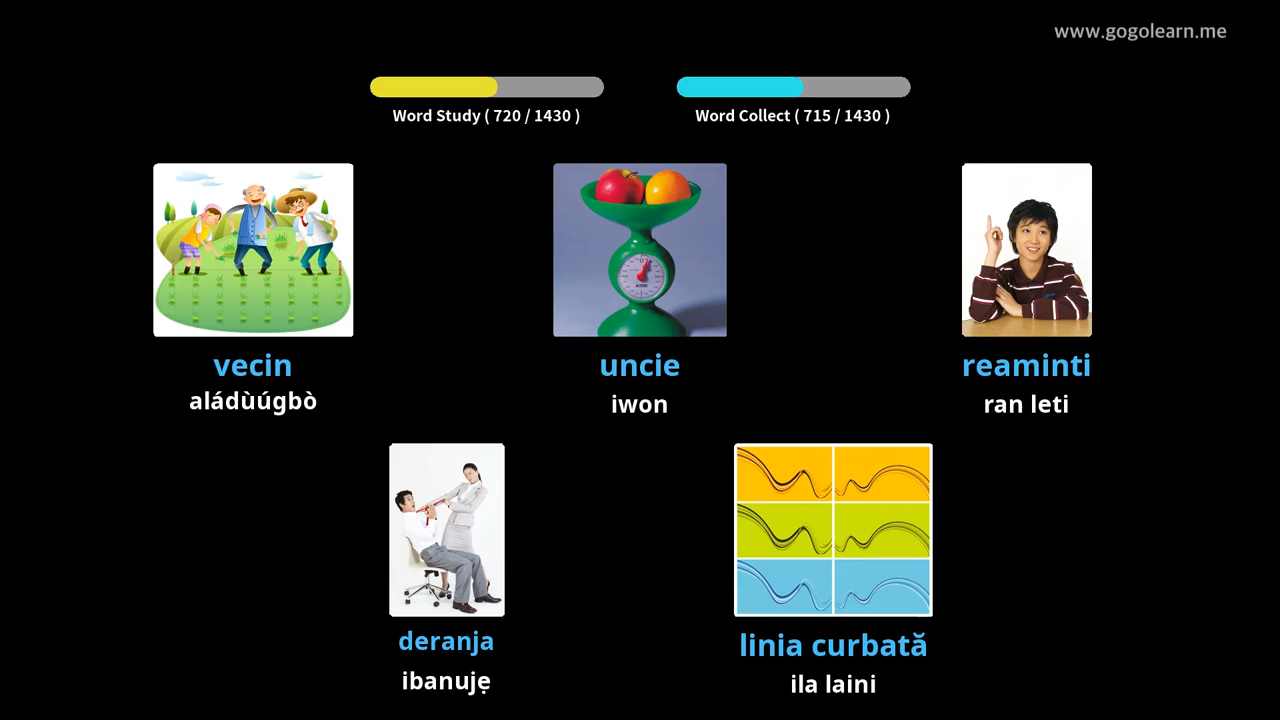 www.gogolearn.me
Word Study ( 720 / 1430 )
Word Collect ( 715 / 1430 )
vecin
aládùúgbò
uncie
iwon
reaminti
ran leti
deranja
ibanujẹ
linia curbată
ila laini